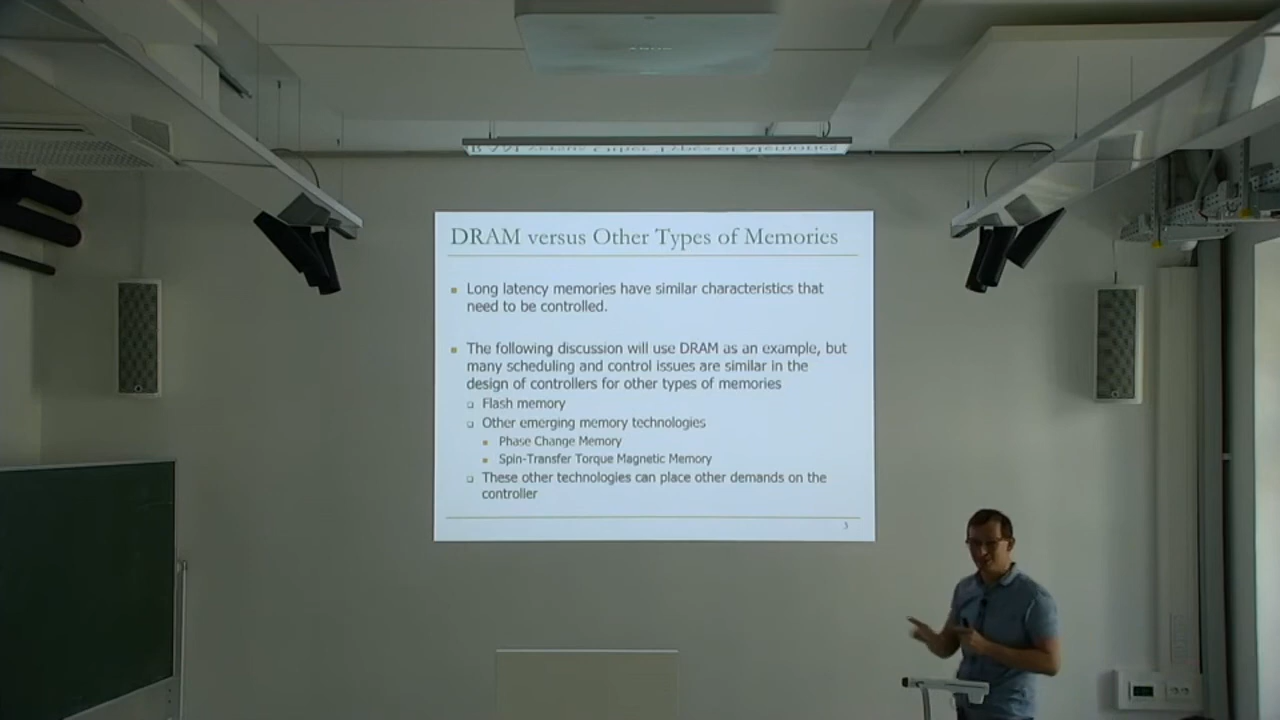 DRAM versus Other Types of Memories
Long latency memories have similar characteristics that
need to be controlled.
The following discussion will use DRAM as an example, but
many scheduling and control issues are similar in the
design of controllers for other types of memories
Flash memory
Other emerging memory technologies
Phase Change Memory
Spin-Transfer Torque Magnetic Memory
These other technologies can place other demands on the
controller
3